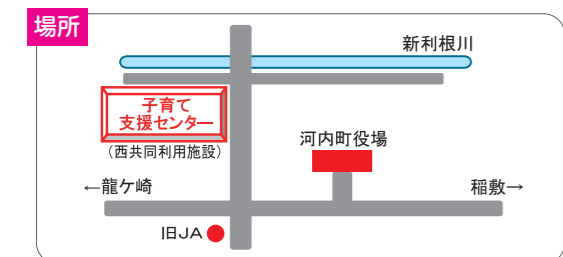 場所
新利根川
子育て
支援センター
（西共同利用施設）
河内町役場
←龍ケ崎
稲敷→
旧JA